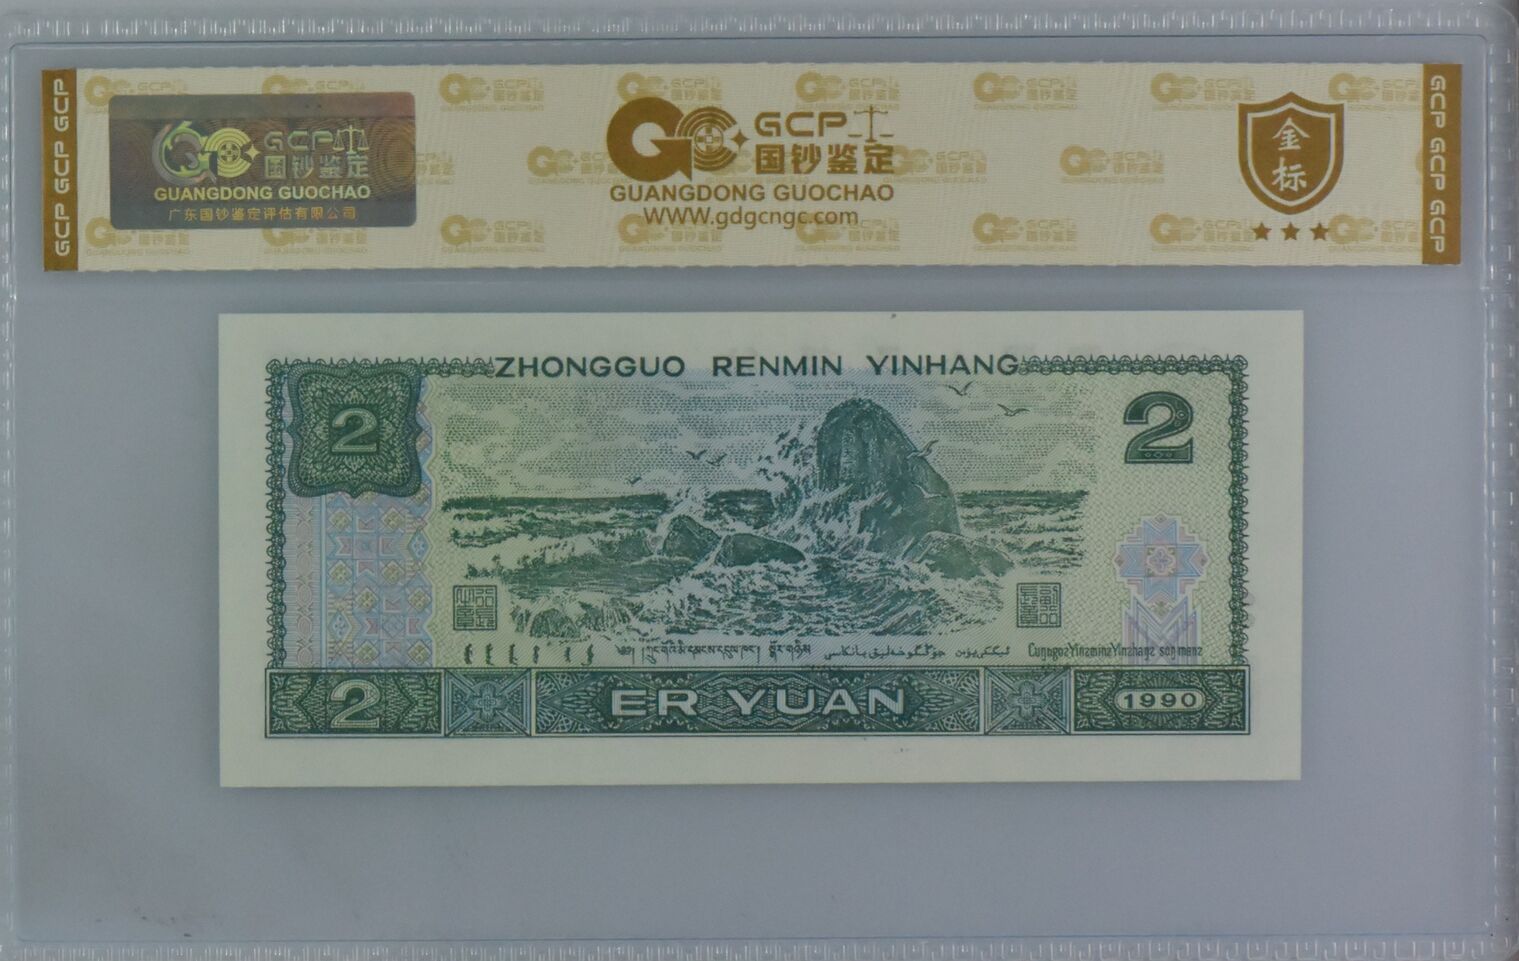 GCP GCP GCP
GCP
国钞鉴定
GUANGDONG GUOCHAO
广东国钞鉴定评估有限公司
GCP
国钞鉴定
GUANGDONG GUOCHAO
WWW.gdgcngc.com
金标
GCP GCP GCP
ZHONGGUO RENMIN YINHANG
2
2
2
ER YUAN
1990